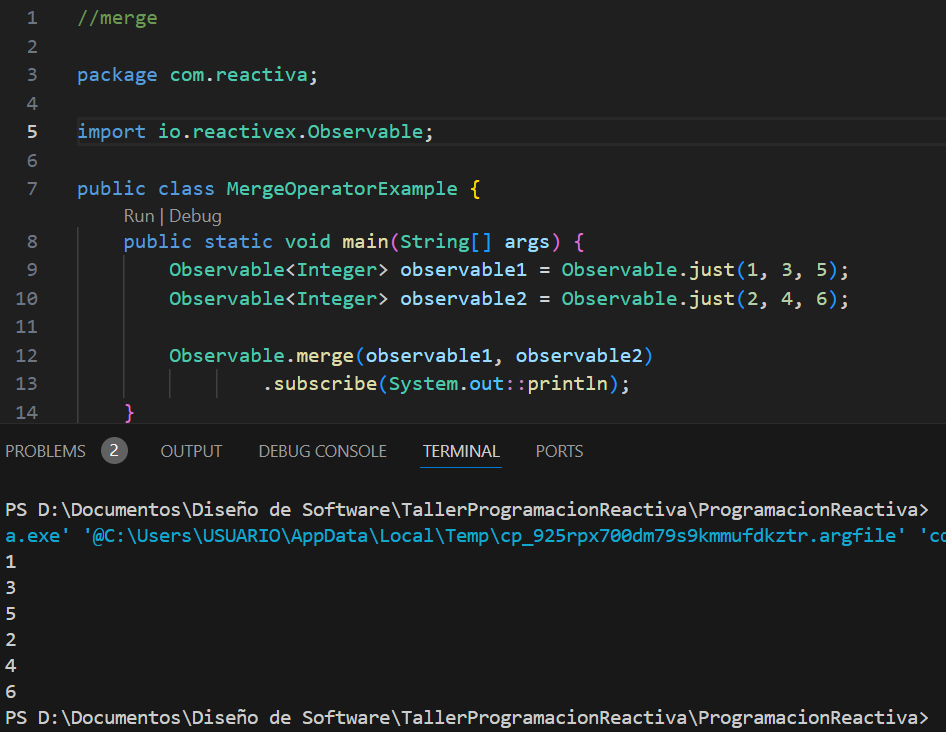 1 //merge
2
3 package com.reactiva;
4
5 import io.reactivex.Observable;
6
7 public class MergeOperatorExample {
Run | Debug
8 public static void main(String[] args) {
9 Observable<Integer> observable1 = Observable.just(1, 3, 5);
10 Observable<Integer> observable2 = Observable.just(2, 4, 6);
11
12 Observable.merge(observable1, observable2)
13 .subscribe(System.out::println);
14 }
PROBLEMS 2 OUTPUT DEBUG CONSOLE TERMINAL PORTS
PS D:\Documentos\Diseño de Software\TallerProgramacionReactiva\ProgramacionReactiva>
a.exe' '@C:\Users\USUARIO\AppData\Local\Temp\cp_925rpx700dm79s9kmmufdkztr.argfile' 'co
1
3
5
2
4
6
PS D:\Documentos\Diseño de Software\TallerProgramacionReactiva\ProgramacionReactiva>